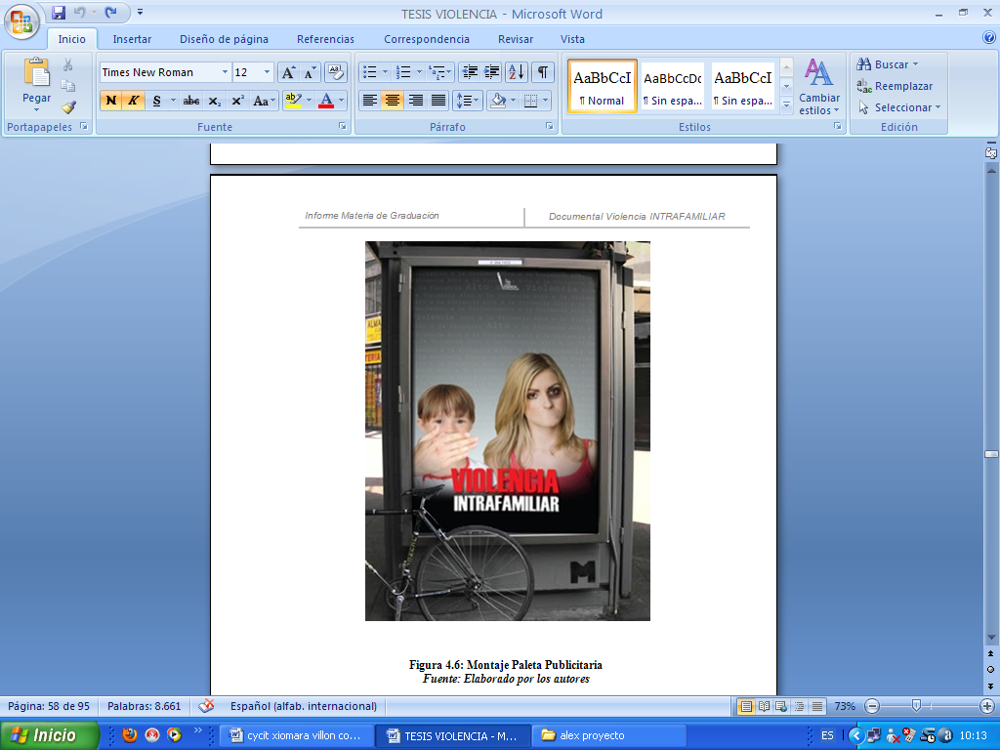 TESIS VIOLENCIA - Microsoft Word
Inicio
Insertar
Diseño de página
Referencias
Correspondencia
Revisar
Vista
Pegar
Times New Roman
12
N K S abc x₂ x² Aa
ab A
AaBbCcI
AaBbCcDc
AaBbCcI
¶ Normal
¶ Sin espa...
¶ Sin espa...
Cambiar
estilos
Buscar
Reemplazar
Seleccionar
Portapapeles
Fuente
Párrafo
Estilos
Edición
Informe Materia de Graduación
Documental Violencia INTRAFAMILIAR
VIOLENCIA
INTRAFAMILIAR
M
Figura 4.6: Montaje Paleta Publicitaria
Fuente: Elaborado por los autores
Página: 58 de 95
Palabras: 8.661
Español (alfab. internacional)
73%
Inicio
cycit xiomara villon co...
TESIS VIOLENCIA - M...
alex proyecto
ES
10:13